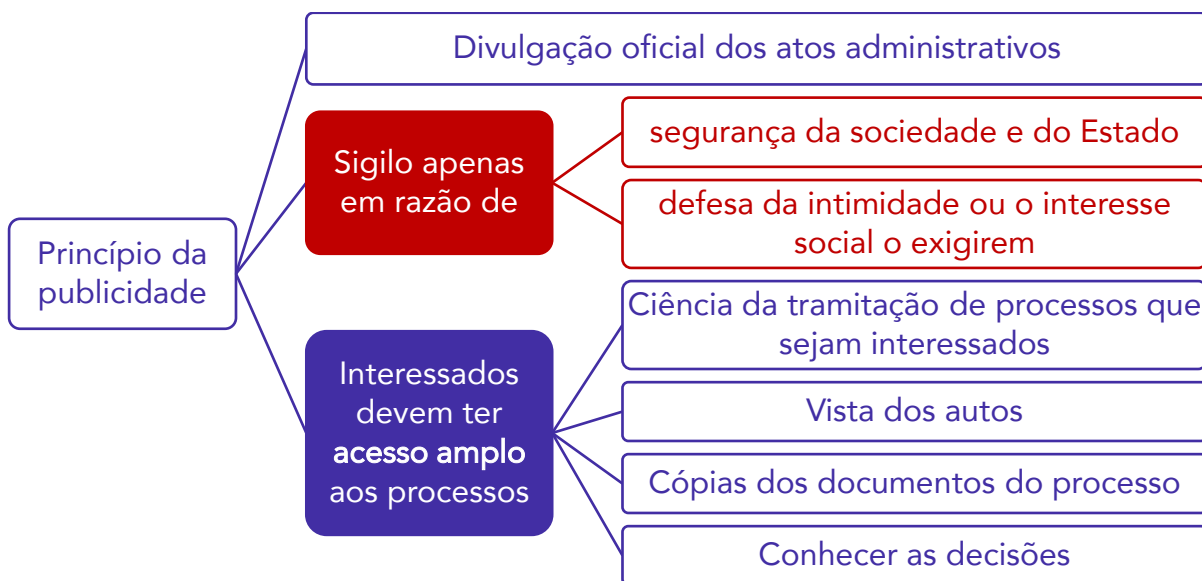 Princípio da
publicidade
Divulgação oficial dos atos administrativos
Sigilo apenas
em razão de
segurança da sociedade e do Estado
defesa da intimidade ou o interesse
social o exigirem
Interessados
devem ter
acesso amplo
aos processos
Ciência da tramitação de processos que
sejam interessados
Vista dos autos
Cópias dos documentos do processo
Conhecer as decisões